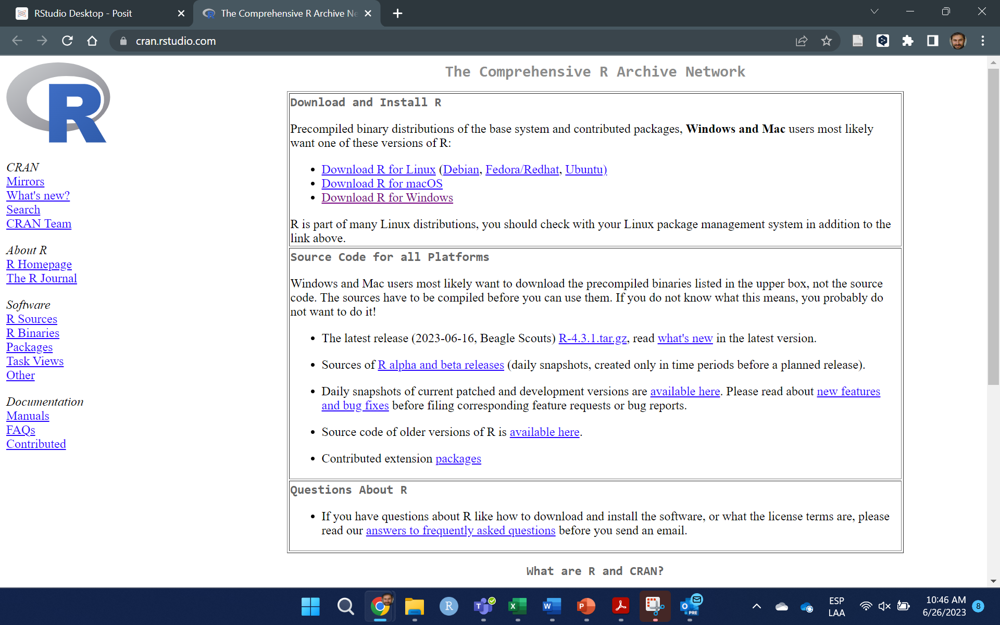 RStudio Desktop - Posit
The Comprehensive R Archive Ne
cran.rstudio.com
R
CRAN
Mirrors
What's new?
Search
CRAN Team
About R
R Homepage
The R Journal
Software
R Sources
R Binaries
Packages
Task Views
Other
Documentation
Manuals
FAQs
Contributed
The Comprehensive R Archive Network
Download and Install R
Precompiled binary distributions of the base system and contributed packages, Windows and Mac users most likely
want one of these versions of R:
• Download R for Linux (Debian, Fedora/Redhat, Ubuntu)
• Download R for macOS
• Download R for Windows
R is part of many Linux distributions, you should check with your Linux package management system in addition to the
link above.
Source Code for all Platforms
Windows and Mac users most likely want to download the precompiled binaries listed in the upper box, not the source
code. The sources have to be compiled before you can use them. If you do not know what this means, you probably do
not want to do it!
• The latest release (2023-06-16, Beagle Scouts) R-4.3.1.tar.gz, read what's new in the latest version.
• Sources of R alpha and beta releases (daily snapshots, created only in time periods before a planned release).
• Daily snapshots of current patched and development versions are available here. Please read about new features
and bug fixes before filing corresponding feature requests or bug reports.
• Source code of older versions of R is available here.
• Contributed extension packages
Questions About R
• If you have questions about R like how to download and install the software, or what the license terms are, please
read our answers to frequently asked questions before you send an email.
What are R and CRAN?
R
T
X
W
P
O
PRE
ESP
LAA
10:46 AM
6/26/2023
8